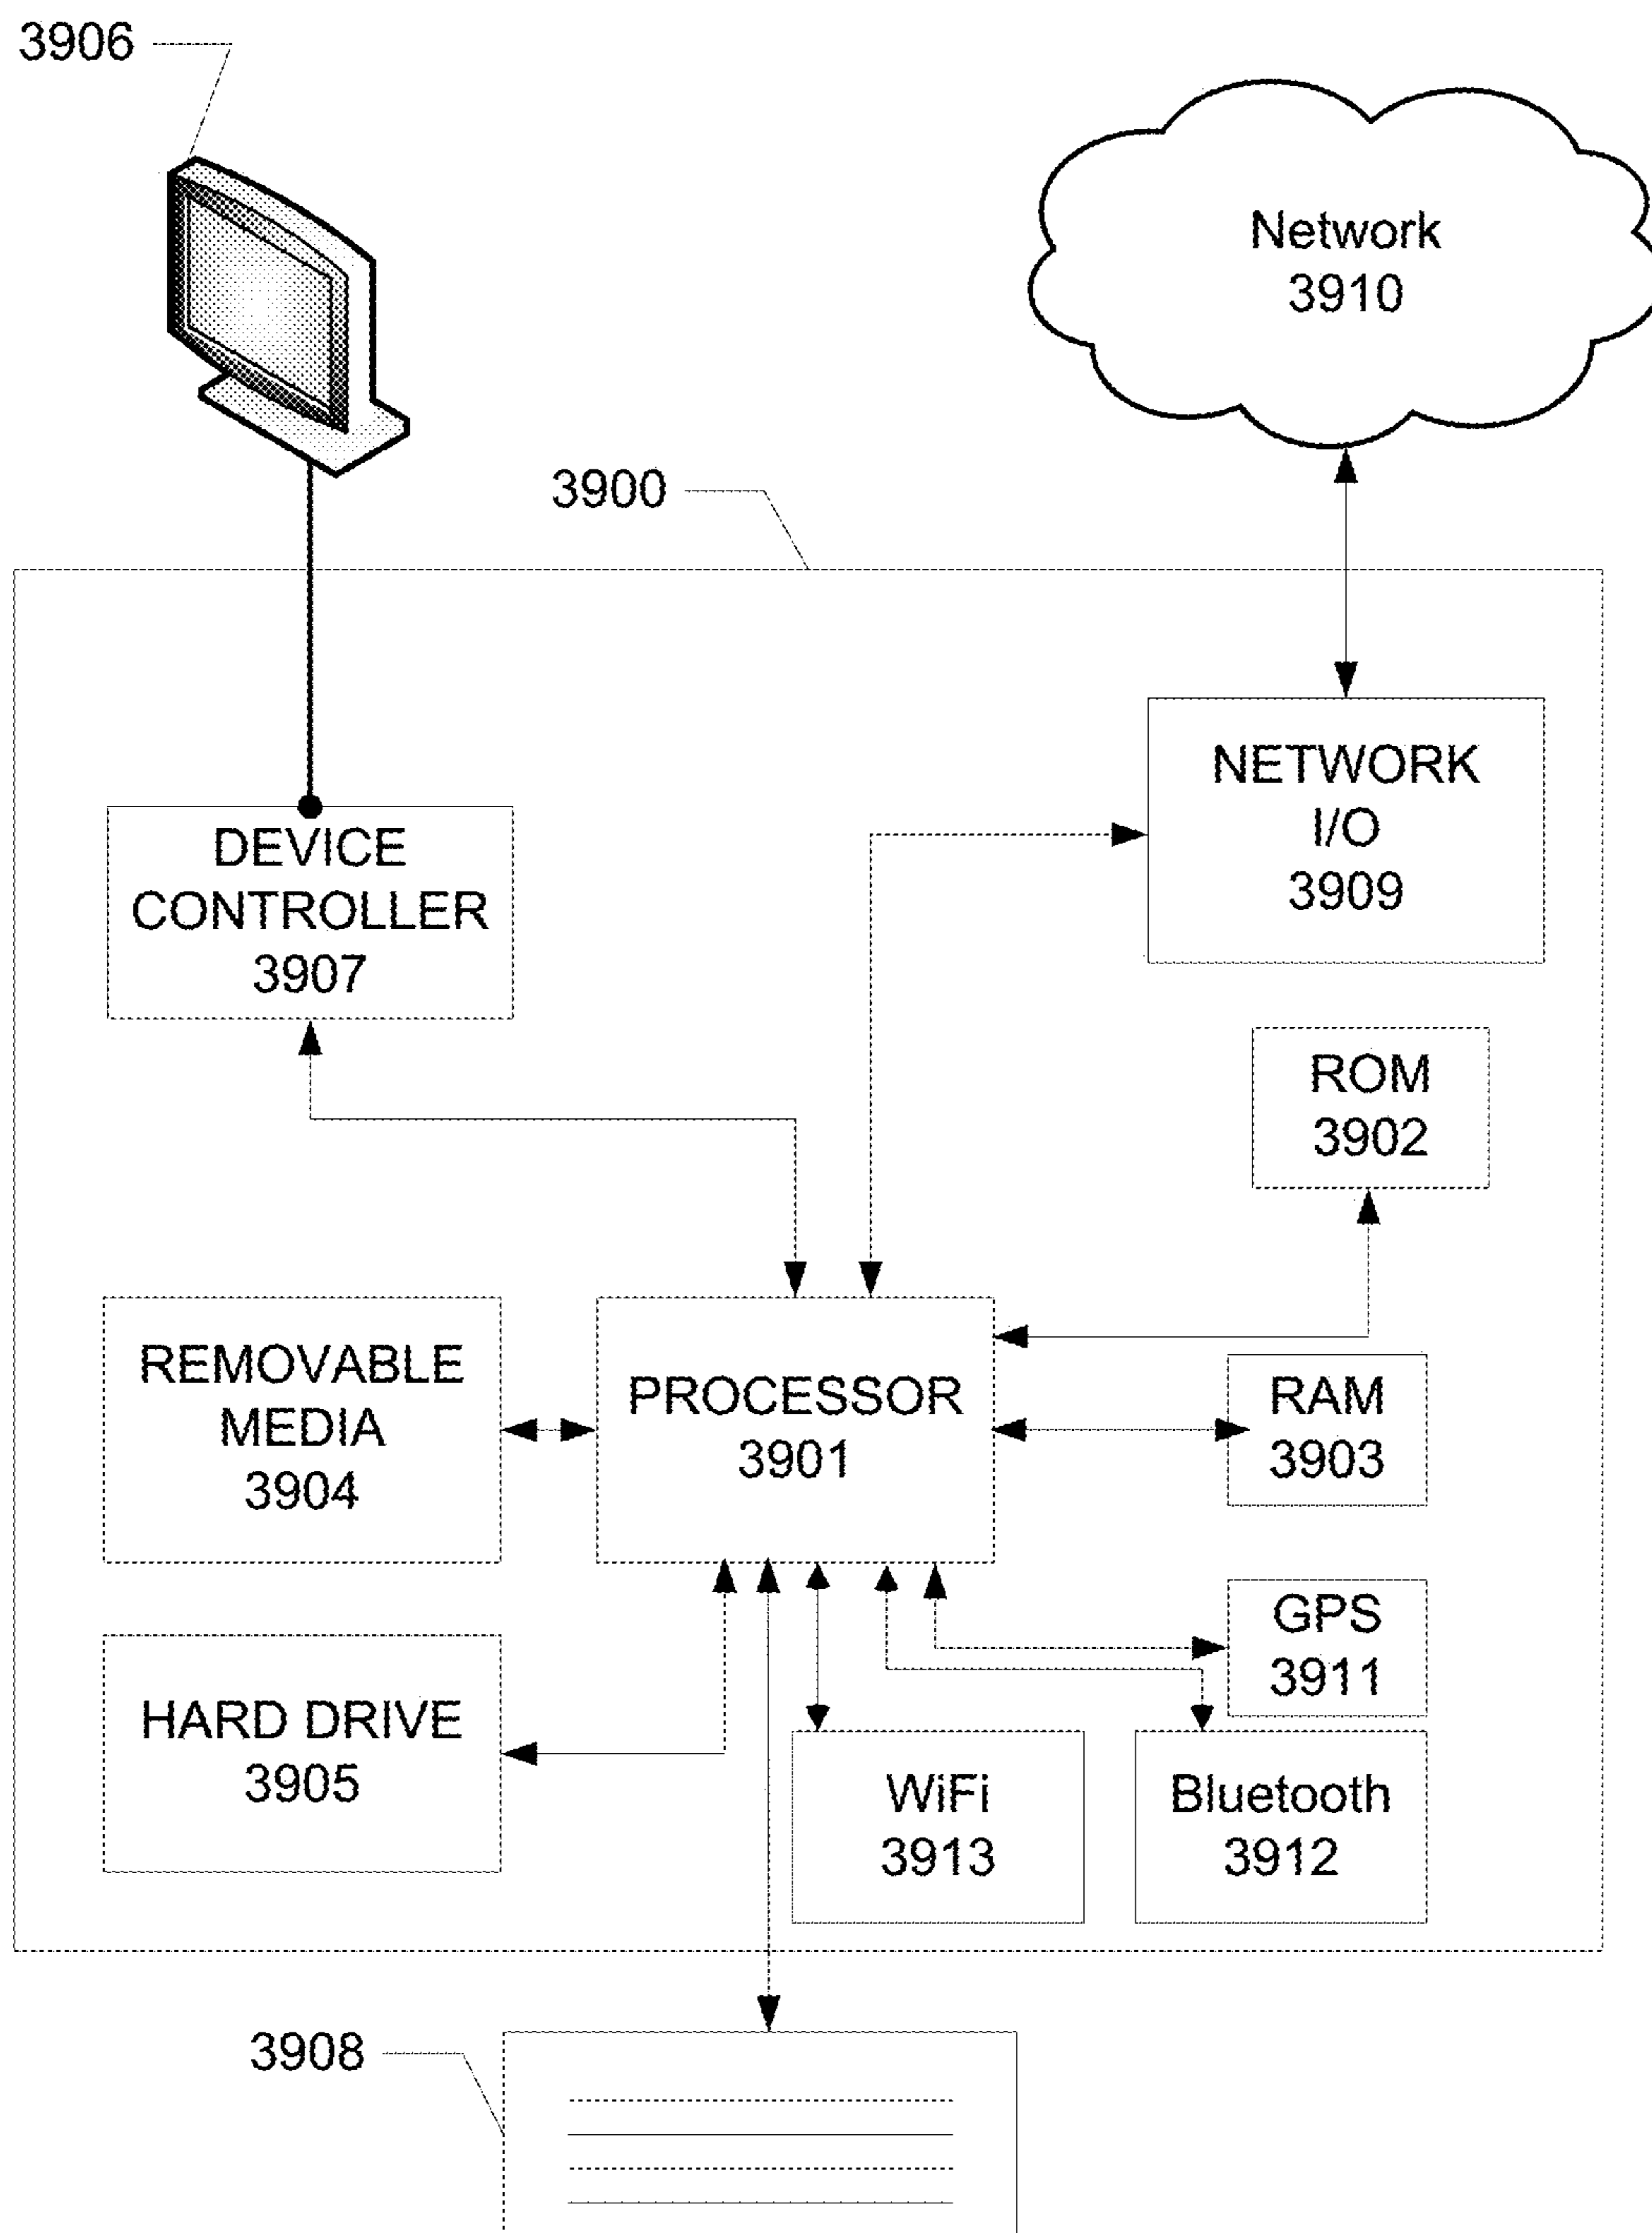 3906
Network
3910
3900
NETWORK
I/O
3909
DEVICE
CONTROLLER
3907
ROM
3902
REMOVABLE
MEDIA
3904
PROCESSOR
3901
RAM
3903
GPS
3911
HARD DRIVE
3905
WiFi
3913
Bluetooth
3912
3908